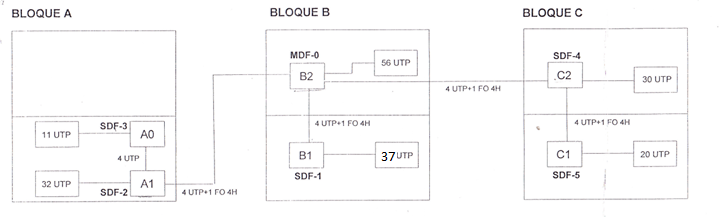 BLOQUE A
BLOQUE B
BLOQUE C
MDF-0
B2
56 UTP
SDF-4
C2
30 UTP
4 UTP+1 FO 4H
SDF-3
11 UTP
A0
4 UTP
32 UTP
A1
SDF-2
4 UTP+1 FO 4H
4 UTP+1 FO 4H
B1
37UTP
SDF-1
4 UTP+1 FO 4H
C1
20 UTP
SDF-5